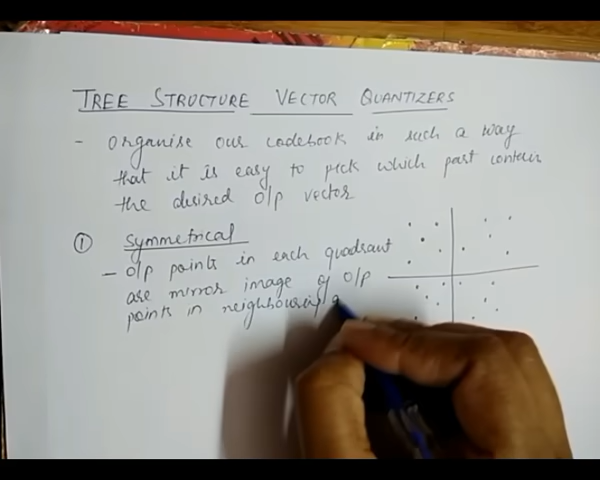 TREE STRUCTURE VECTOR QUANTIZERS
- Organise our codebook in such a way
that it is easy to pick which part contain
the desired O/P vector
① Symmetrical
- O/P points in each quadrant
are mirror image of O/P
points in neighbouring